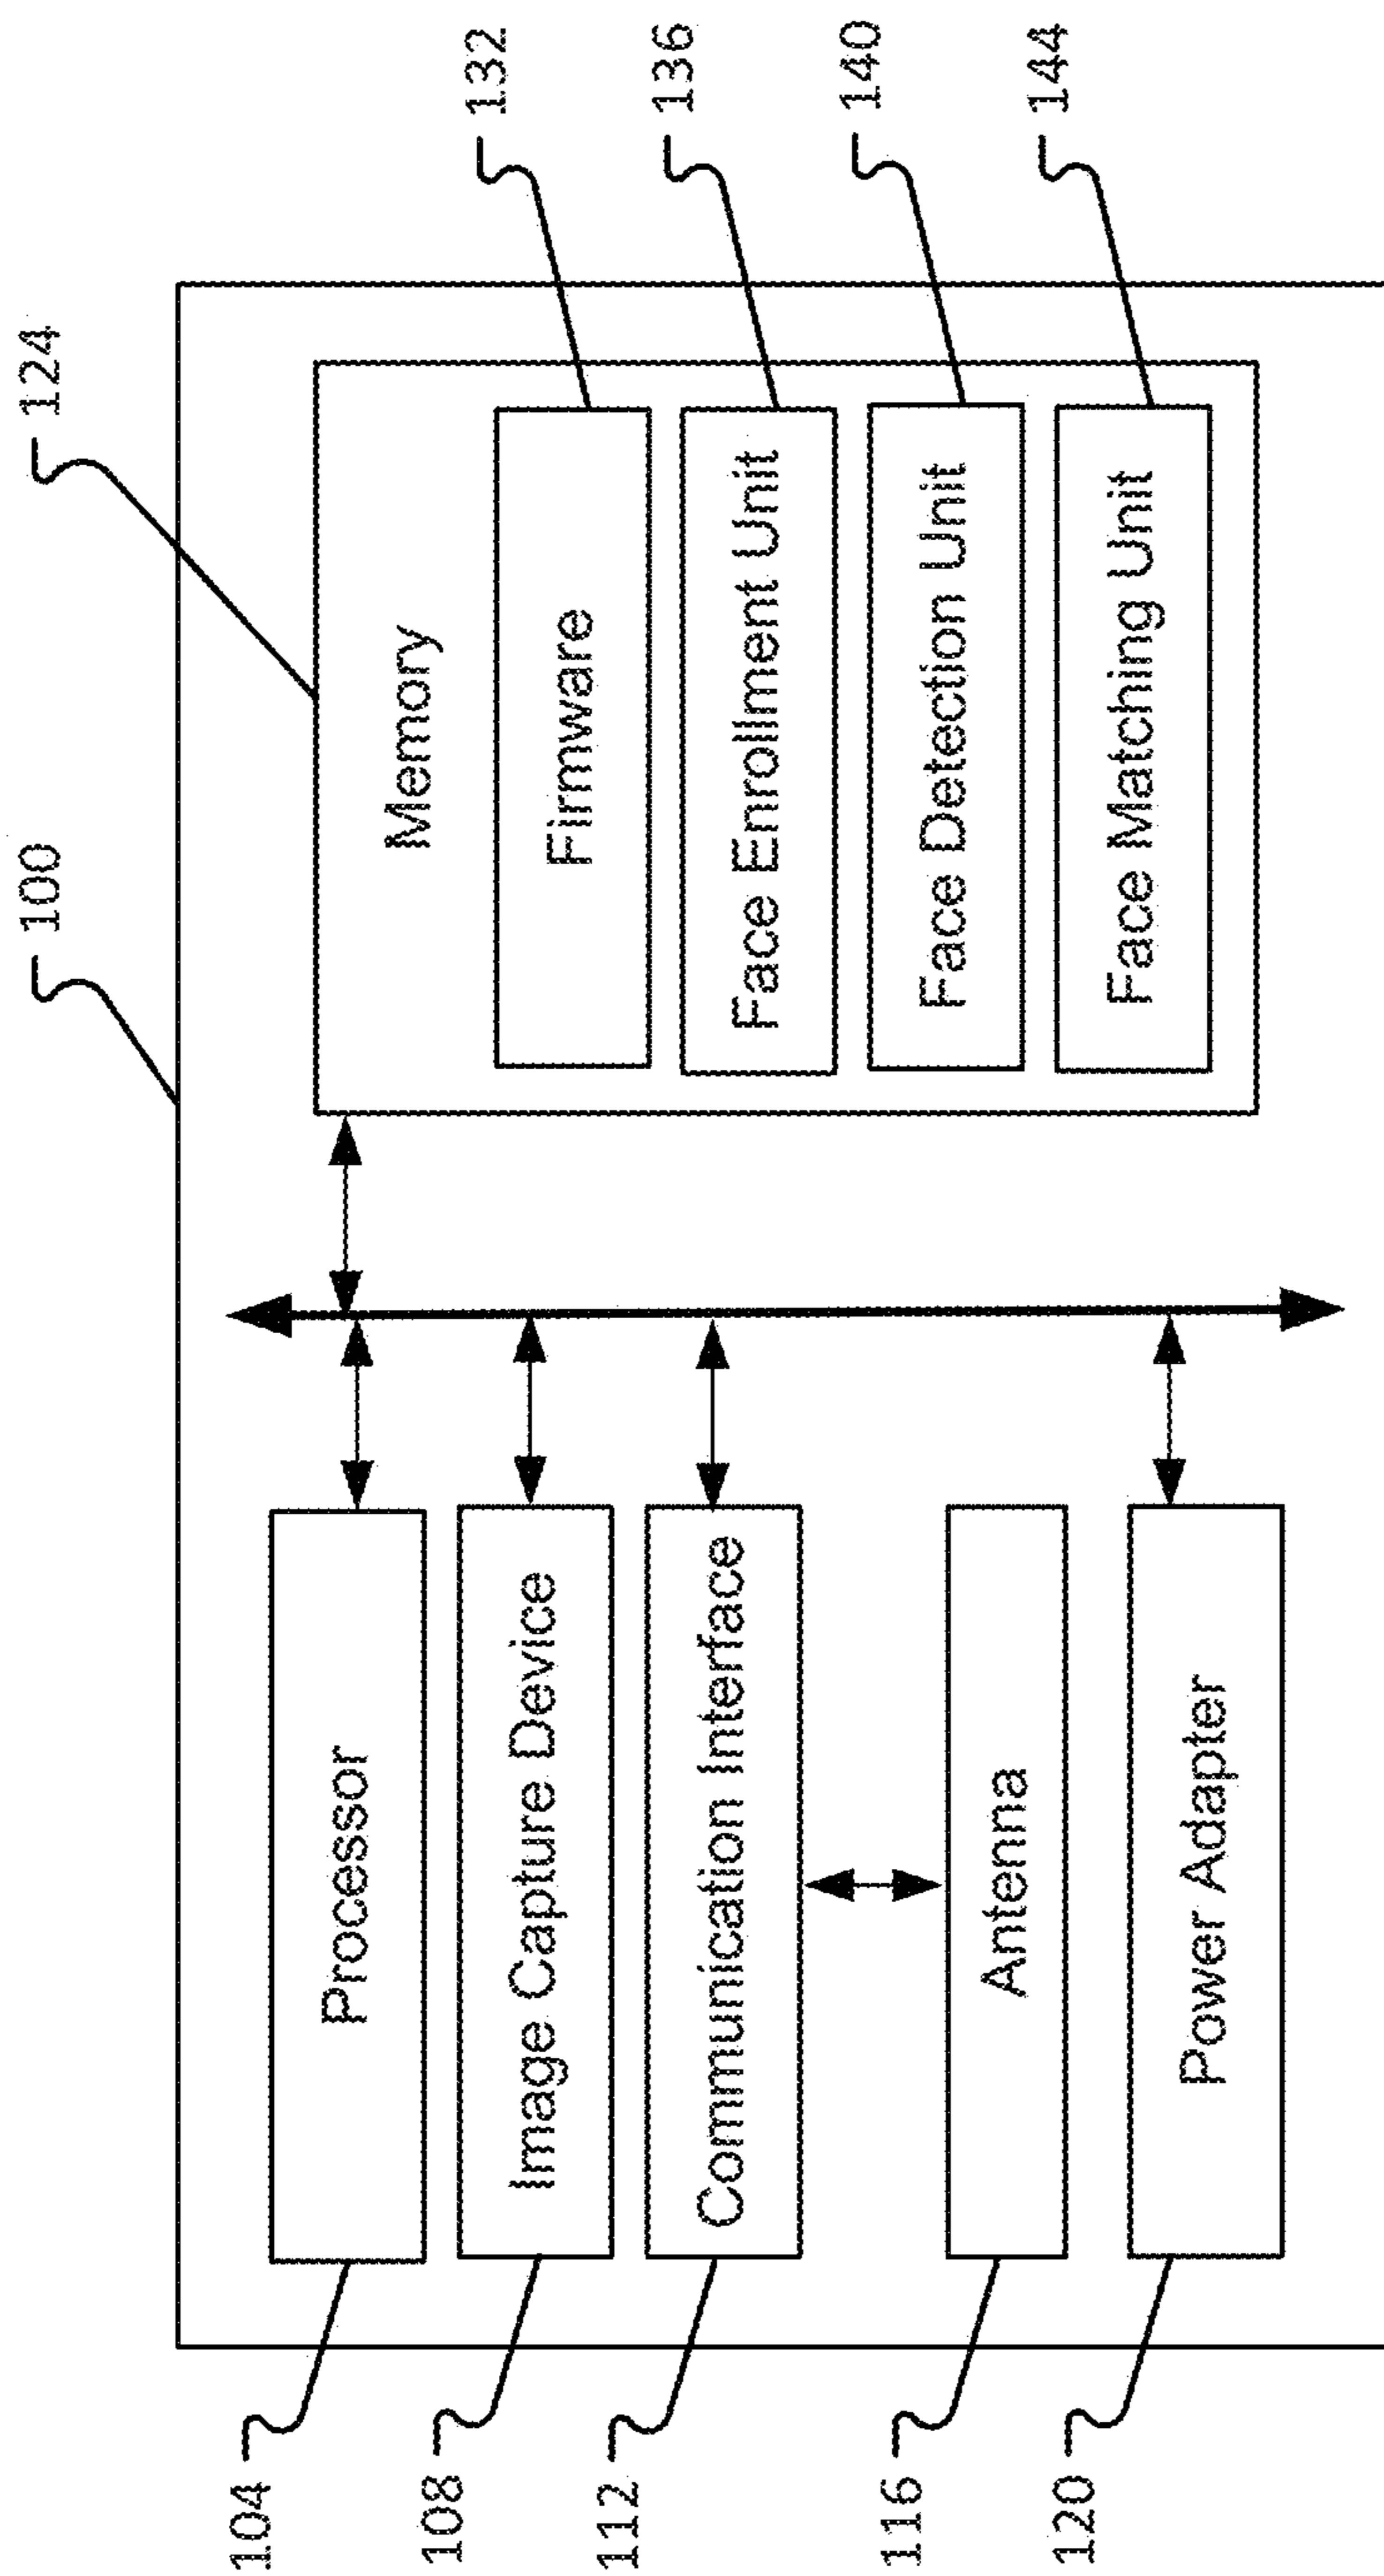 100
124
104
Processor
108
Image Capture Device
112
Communication Interface
116
Antenna
120
Power Adapter
Memory
Firmware
132
Face Enrollment Unit
136
Face Detection Unit
140
Face Matching Unit
144